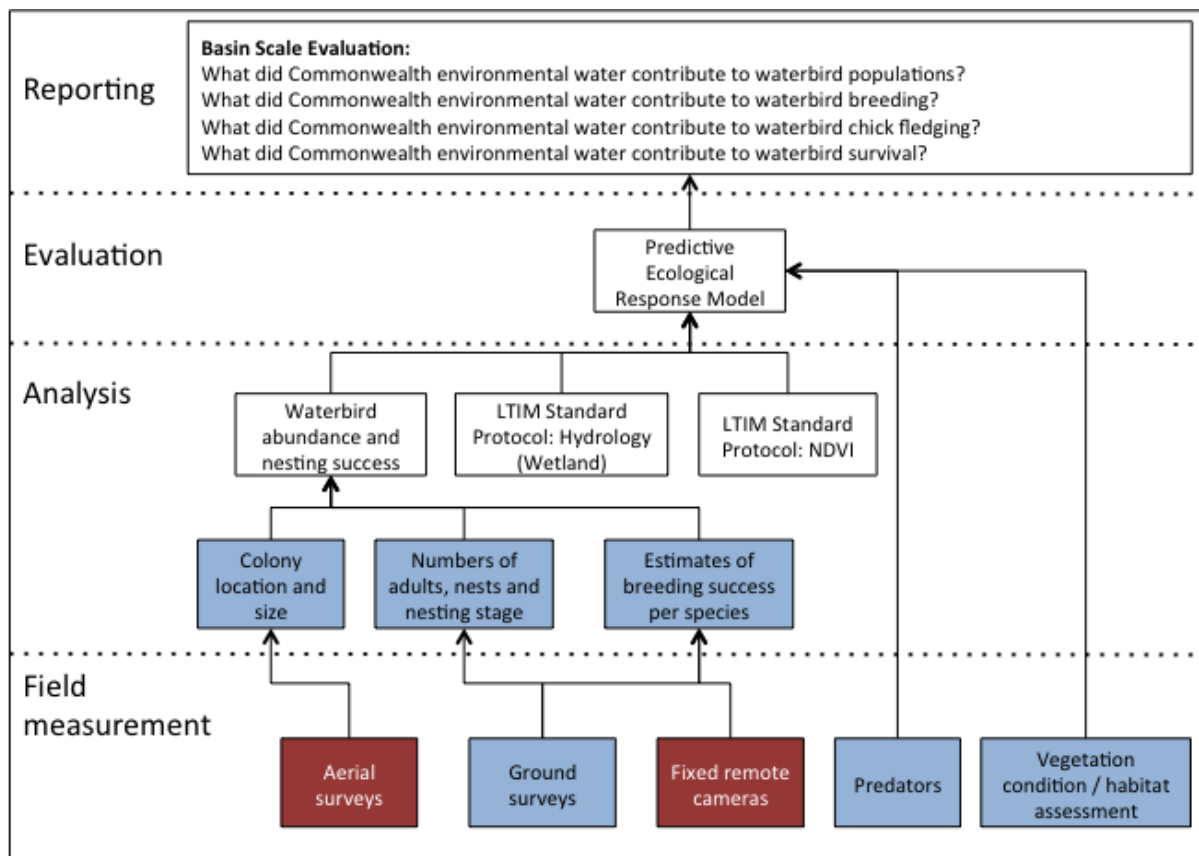 Reporting
Basin Scale Evaluation:
What did Commonwealth environmental water contribute to waterbird populations?
What did Commonwealth environmental water contribute to waterbird breeding?
What did Commonwealth environmental water contribute to waterbird chick fledging?
What did Commonwealth environmental water contribute to waterbird survival?
Evaluation
Predictive
Ecological
Response Model
Analysis
Waterbird
abundance and
nesting success
LTIM Standard
Protocol: Hydrology
(Wetland)
LTIM Standard
Protocol: NDVI
Colony
location and
size
Numbers of
adults, nests and
nesting stage
Estimates of
breeding success
per species
Field
measurement
Aerial
surveys
Ground
surveys
Fixed remote
cameras
Predators
Vegetation
condition / habitat
assessment